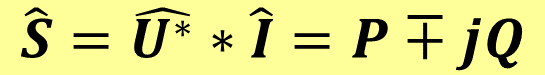 Ŝ = Û* * Î = P ∓ jQ